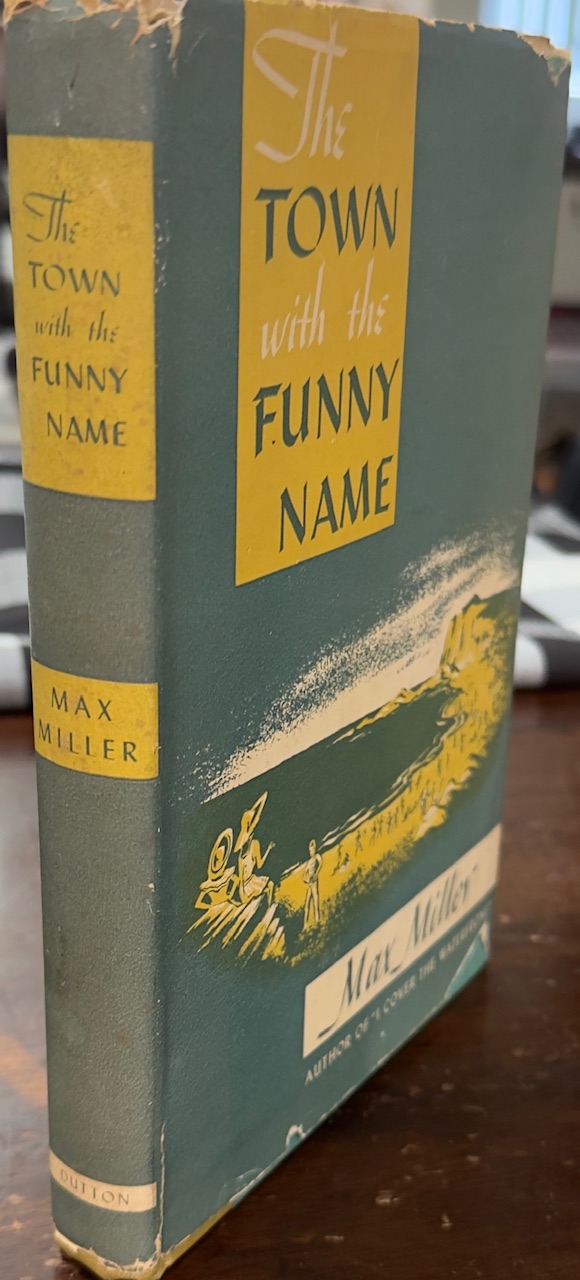 The
TOWN
with the
FUNNY
NAME
MAX
MILLER
DUTTON
The
TOWN
with the
FUNNY
NAME
Max Miller
AUTHOR OF "I COVER THE WATERFRONT